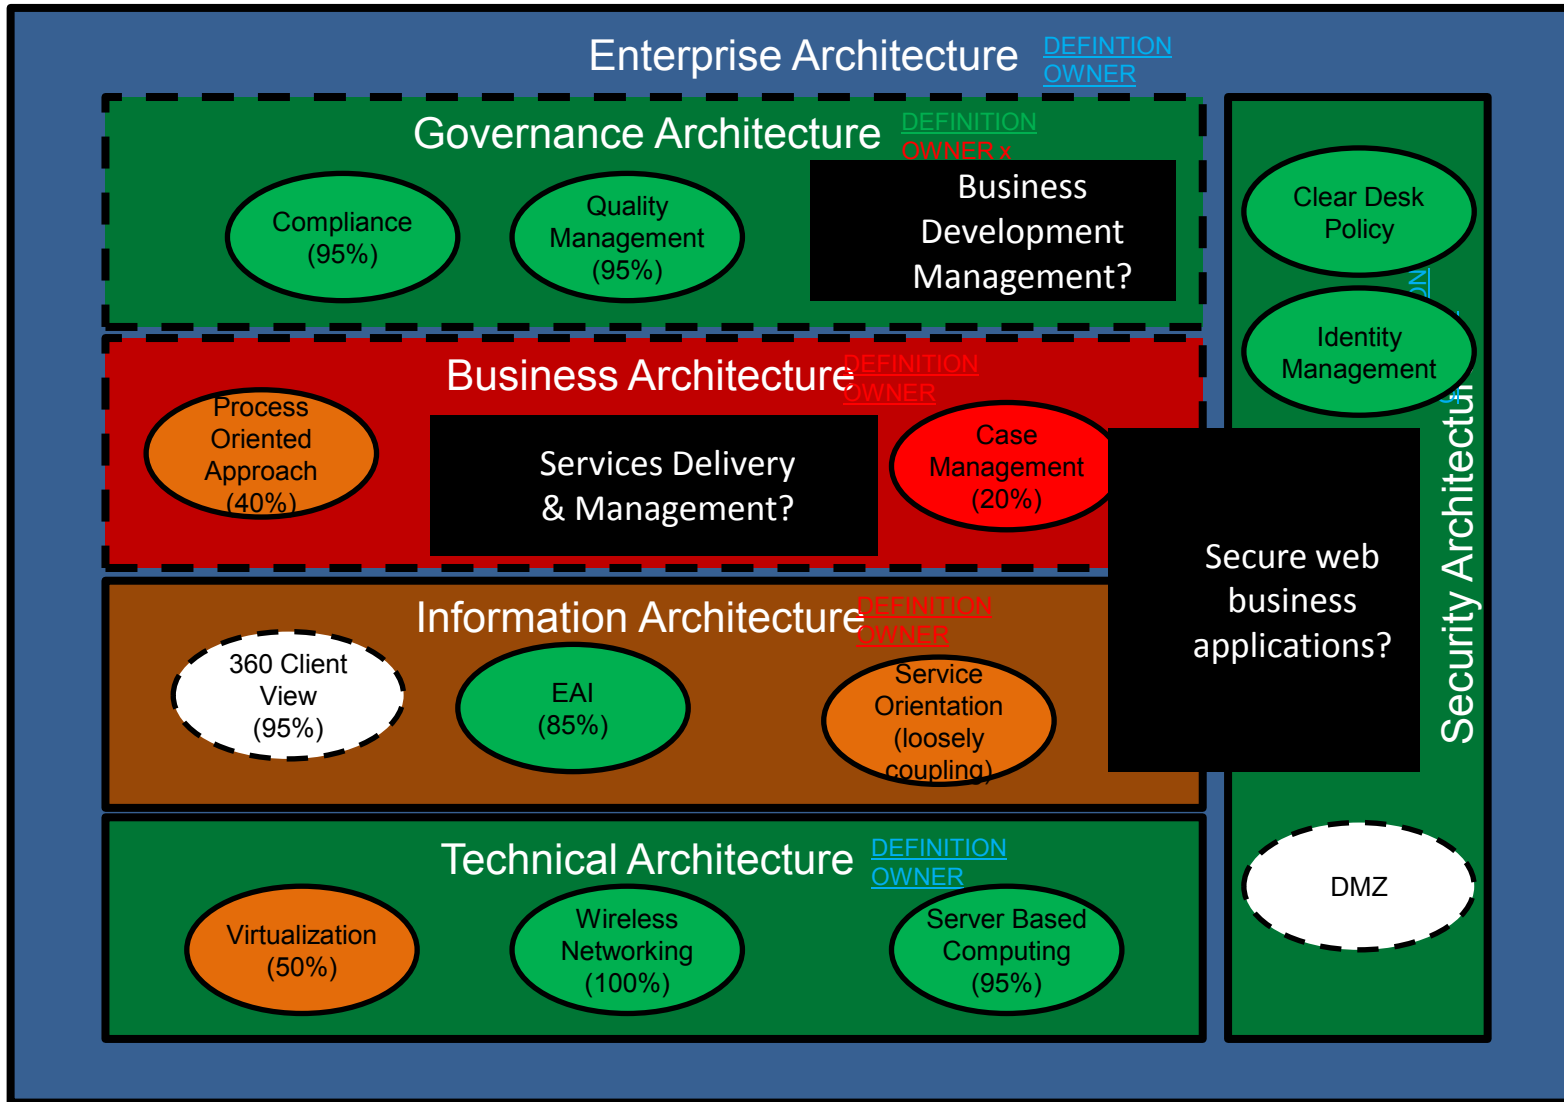 Enterprise Architecture
DEFINTION
OWNER
Governance Architecture
DEFINITION
OWNER x
Compliance
(95%)
Quality
Management
(95%)
Business
Development
Management?
Clear Desk
Policy
Identity
Management
Security Architectur
Business Architecture
DEFINITION
OWNER
Process
Oriented
Approach
(40%)
Services Delivery
& Management?
Case
Management
(20%)
Secure web
business
applications?
Information Architecture
DEFINITION
OWNER
360 Client
View
(95%)
EAI
(85%)
Service
Orientation
(loosely
coupling)
Technical Architecture
DEFINITION
OWNER
Virtualization
(50%)
Wireless
Networking
(100%)
Server Based
Computing
(95%)
DMZ